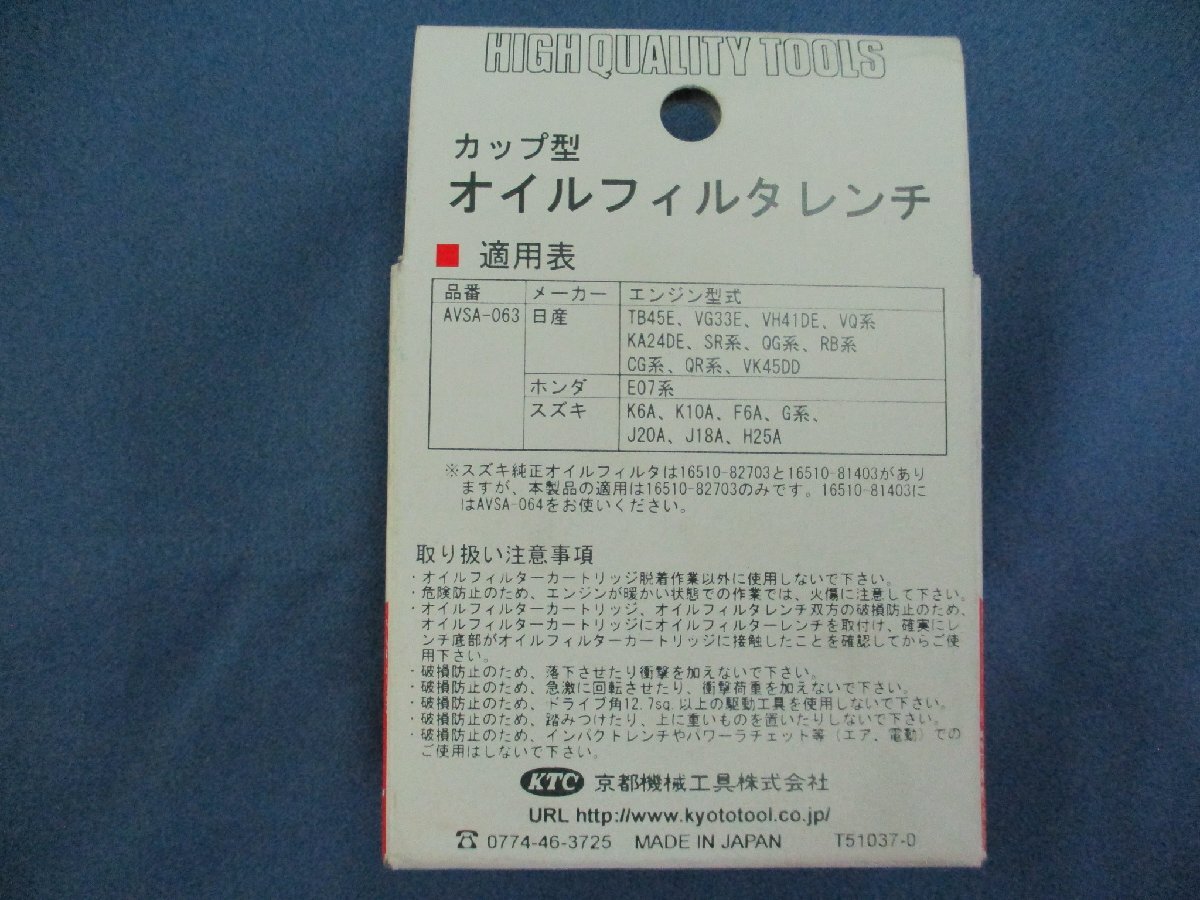 HIGH QUALITY TOOLS
カップ型
オイルフィルタレンチ
■ 適用表
品番 メーカー エンジン型式
AVSA-063 日産 TB45E、VG33E、VH41DE、VQ系
KA24DE、SR系、QG系、RB系
CG系、QR系、VK45DD
ホンダ E07系
スズキ K6A、K10A、F6A、G系、
J20A、J18A、H25A
※スズキ純正オイルフィルタは16510-82703と16510-81403があり
ますが、本製品の適用は16510-82703のみです。16510-81403に
はAVSA-064をお使いください。
取り扱い注意事項
・オイルフィルターカートリッジ脱着作業以外に使用しないで下さい。
・危険防止のため、エンジンが暖かい状態での作業では、火傷に注意して下さい。
・オイルフィルターカートリッジ、オイルフィルタレンチ双方の破損防止のため、
オイルフィルターカートリッジにオイルフィルターレンチを取付け、確実にレ
ンチ底部がオイルフィルターカートリッジに接触したことを確認してからご使
用下さい。
・破損防止のため、落下させたり衝撃を加えないで下さい。
・破損防止のため、急激に回転させたり、衝撃荷重を加えないで下さい。
・破損防止のため、ドライブ角12.7sq.以上の駆動工具を使用しないで下さい。
・破損防止のため、踏みつけたり、上に重いものを置いたりしないで下さい。
・破損防止のため、インパクトレンチやパワーラチェット等（エア、電動）での
ご使用はしないで下さい。
KTC 京都機械工具株式会社
URL http://www.kyototool.co.jp/
☎ 0774-46-3725 MADE IN JAPAN T51037-0